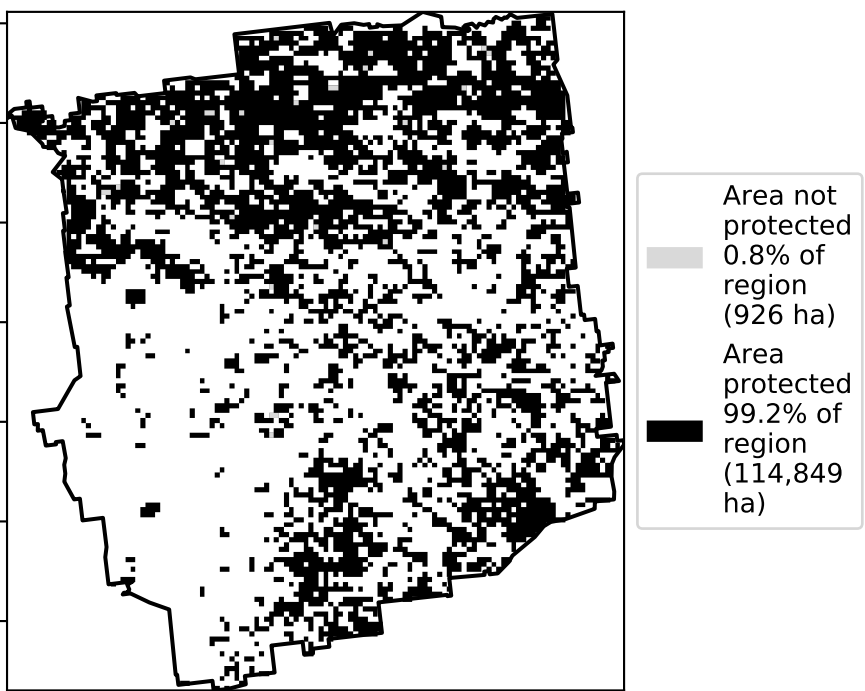 Area not
protected
0.8% of
region
(926 ha)
Area
protected
99.2% of
region
(114,849
ha)